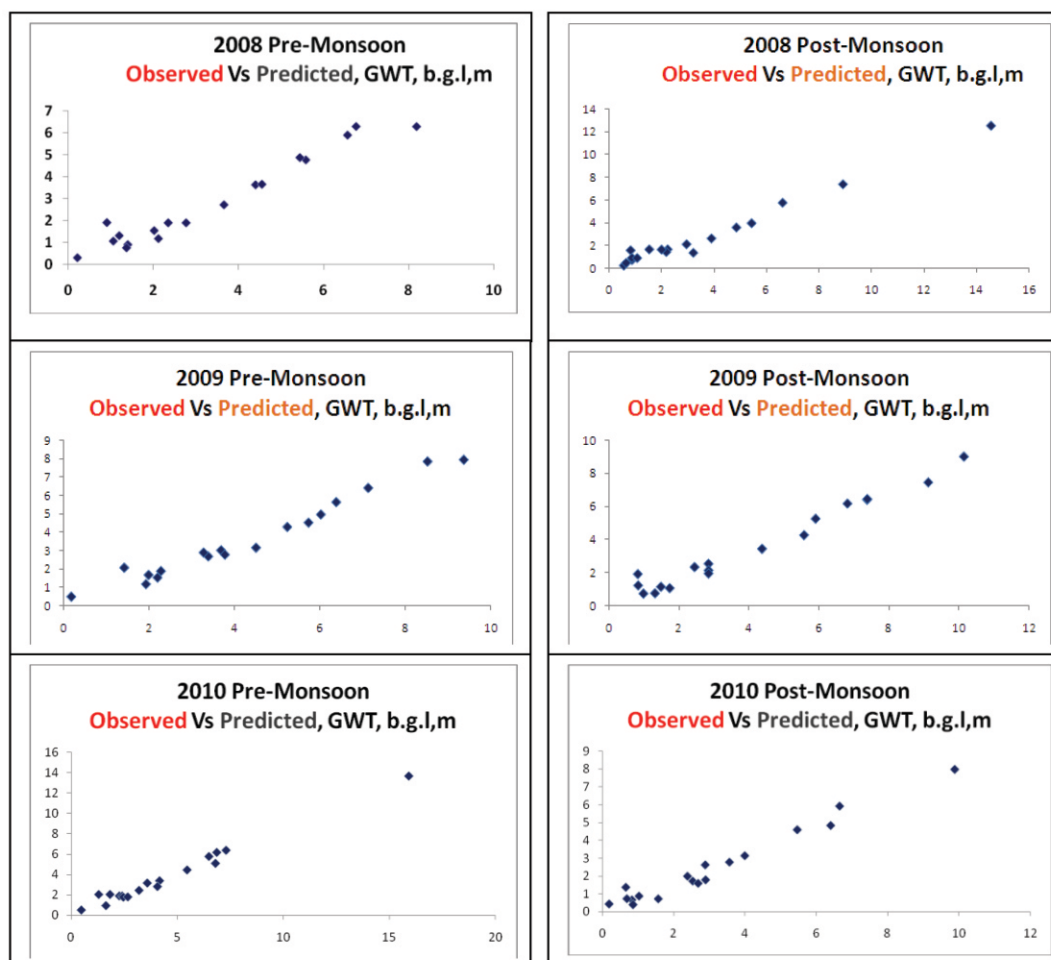 2008 Pre-Monsoon
Observed Vs Predicted, GWT, b.g.l,m
7
6
5
4
3
2
1
0
0 2 4 6 8 10
2008 Post-Monsoon
Observed Vs Predicted, GWT, b.g.l,m
14
12
10
8
6
4
2
0
0 2 4 6 8 10 12 14 16
2009 Pre-Monsoon
Observed Vs Predicted, GWT, b.g.l,m
9
8
7
6
5
4
3
2
1
0
0 2 4 6 8 10
2009 Post-Monsoon
Observed Vs Predicted, GWT, b.g.l,m
10
8
6
4
2
0
0 2 4 6 8 10 12
2010 Pre-Monsoon
Observed Vs Predicted, GWT, b.g.l,m
16
14
12
10
8
6
4
2
0
0 5 10 15 20
2010 Post-Monsoon
Observed Vs Predicted, GWT, b.g.l,m
9
8
7
6
5
4
3
2
1
0
0 2 4 6 8 10 12